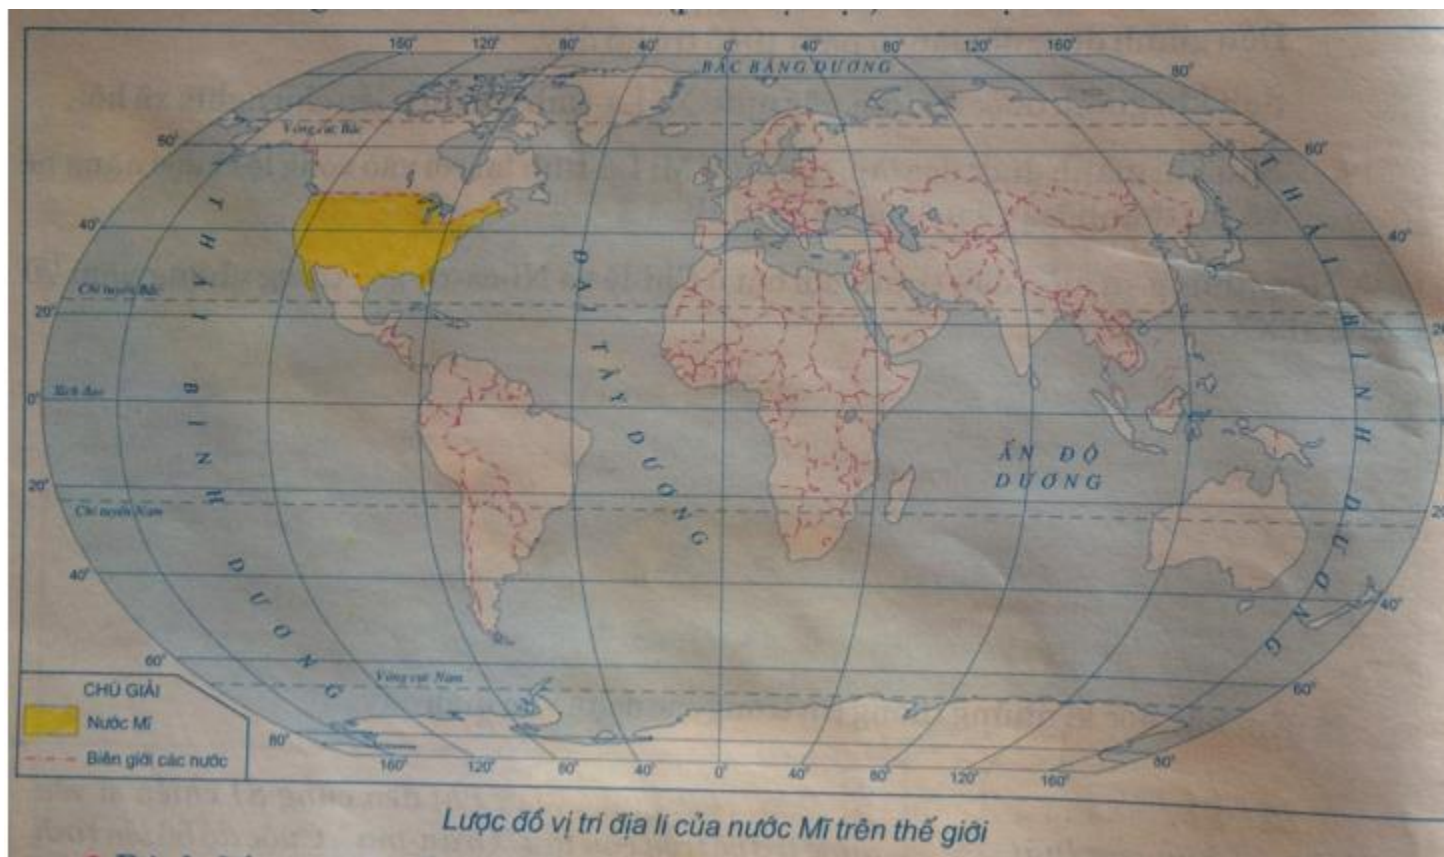 160° 120° 80° 40° 0° 40° 80° 120° 160°
BẮC BĂNG DƯƠNG
80°
Vòng cực Bắc
60° 60°
40° 40°
Chí tuyến Bắc
20° 20°
Xích đạo
0°
THÁI BÌNH DƯƠNG
ĐẠI TÂY DƯƠNG
ẤN ĐỘ
DƯƠNG
THÁI BÌNH DƯƠNG
20°
Chí tuyến Nam
40° 40°
60° 60°
Vòng cực Nam
80° 80°
160° 120° 80° 40° 0° 40° 80° 120° 160°
CHÚ GIẢI
Nước Mĩ
Biên giới các nước
Lược đồ vị trí địa lí của nước Mĩ trên thế giới